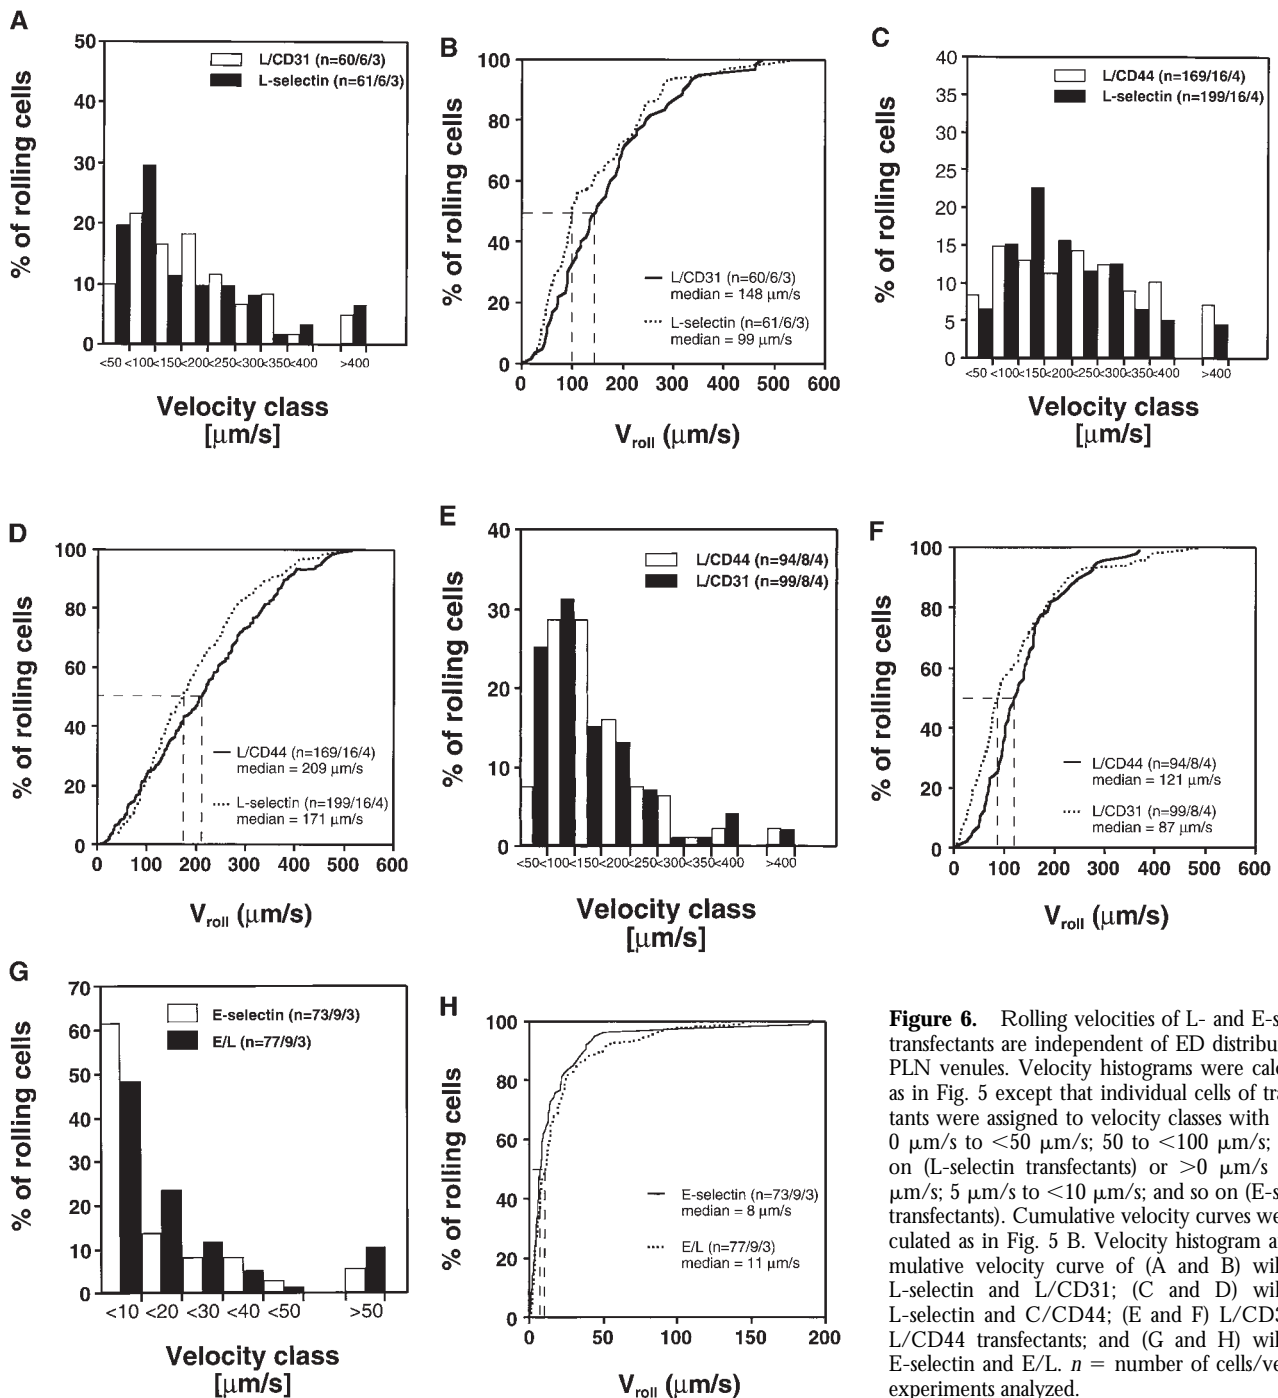 A
50
40
30
20
10
0
% of rolling cells
L/CD31 (n=60/6/3)
L-selectin (n=61/6/3)
<50 <100 <150 <200 <250 <300 <350 <400 >400
Velocity class
[μm/s]
B
100
80
60
40
20
0
% of rolling cells
L/CD31 (n=60/6/3)
median = 148 μm/s
L-selectin (n=61/6/3)
median = 99 μm/s
0 100 200 300 400 500 600
Vroll (μm/s)
C
40
35
30
25
20
15
10
5
0
% of rolling cells
L/CD44 (n=169/16/4)
L-selectin (n=199/16/4)
<50 <100 <150 <200 <250 <300 <350 <400 >400
Velocity class
[μm/s]
D
100
80
60
40
20
0
% of rolling cells
L/CD44 (n=169/16/4)
median = 209 μm/s
L-selectin (n=199/16/4)
median = 171 μm/s
0 100 200 300 400 500 600
Vroll (μm/s)
E
40
30
20
10
0
% of rolling cells
L/CD44 (n=94/8/4)
L/CD31 (n=99/8/4)
<50 <100 <150 <200 <250 <300 <350 <400 >400
Velocity class
[μm/s]
F
100
80
60
40
20
0
% of rolling cells
L/CD44 (n=94/8/4)
median = 121 μm/s
L/CD31 (n=99/8/4)
median = 87 μm/s
0 100 200 300 400 500 600
Vroll (μm/s)
G
70
60
50
40
30
20
10
0
% of rolling cells
E-selectin (n=73/9/3)
E/L (n=77/9/3)
<10 <20 <30 <40 <50 >50
Velocity class
[μm/s]
H
100
80
60
40
20
0
% of rolling cells
E-selectin (n=73/9/3)
median = 8 μm/s
E/L (n=77/9/3)
median = 11 μm/s
0 50 100 150 200
Vroll (μm/s)
Figure 6. Rolling velocities of L- and E-s
transfectants are independent of ED distribu
PLN venules. Velocity histograms were calc
as in Fig. 5 except that individual cells of tra
tants were assigned to velocity classes with
0 μm/s to <50 μm/s; 50 to <100 μm/s;
on (L-selectin transfectants) or >0 μm/s
μm/s; 5 μm/s to <10 μm/s; and so on (E-s
transfectants). Cumulative velocity curves we
culated as in Fig. 5 B. Velocity histogram a
mulative velocity curve of (A and B) wil
L-selectin and L/CD31; (C and D) wil
L-selectin and C/CD44; (E and F) L/CD3
L/CD44 transfectants; and (G and H) wil
E-selectin and E/L. n = number of cells/ve
experiments analyzed.